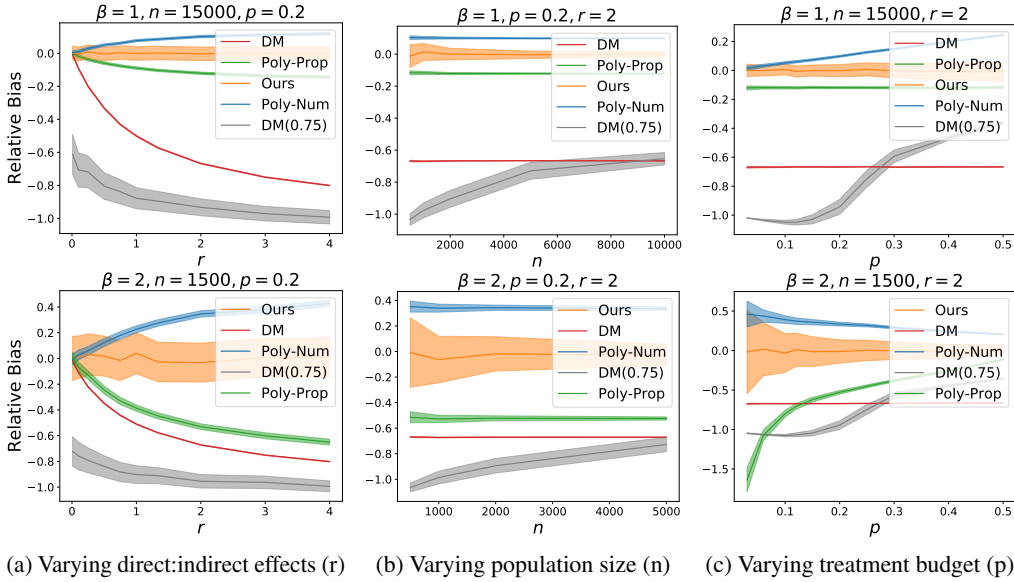 β = 1, n = 15000, p = 0.2
β = 1, p = 0.2, r = 2
β = 1, n = 15000, r = 2
Relative Bias
0.0
−0.2
−0.4
−0.6
−0.8
−1.0
0
1
2
3
4
r
DM
Poly-Prop
Ours
Poly-Num
DM(0.75)
0.0
−0.2
−0.4
−0.6
−0.8
−1.0
2000
4000
6000
8000
10000
n
DM
Poly-Prop
Ours
Poly-Num
DM(0.75)
0.2
0.0
−0.2
−0.4
−0.6
−0.8
−1.0
0.1
0.2
0.3
0.4
0.5
p
DM
Poly-Prop
Ours
Poly-Num
DM(0.75)
β = 2, n = 1500, p = 0.2
β = 2, p = 0.2, r = 2
β = 2, n = 1500, r = 2
Relative Bias
0.4
0.2
0.0
−0.2
−0.4
−0.6
−0.8
−1.0
0
1
2
3
4
r
Ours
DM
Poly-Num
DM(0.75)
Poly-Prop
0.4
0.2
0.0
−0.2
−0.4
−0.6
−0.8
−1.0
1000
2000
3000
4000
5000
n
Ours
DM
Poly-Num
DM(0.75)
Poly-Prop
0.5
0.0
−0.5
−1.0
−1.5
0.1
0.2
0.3
0.4
0.5
p
Ours
DM
Poly-Num
DM(0.75)
Poly-Prop
(a) Varying direct:indirect effects (r)
(b) Varying population size (n)
(c) Varying treatment budget (p)